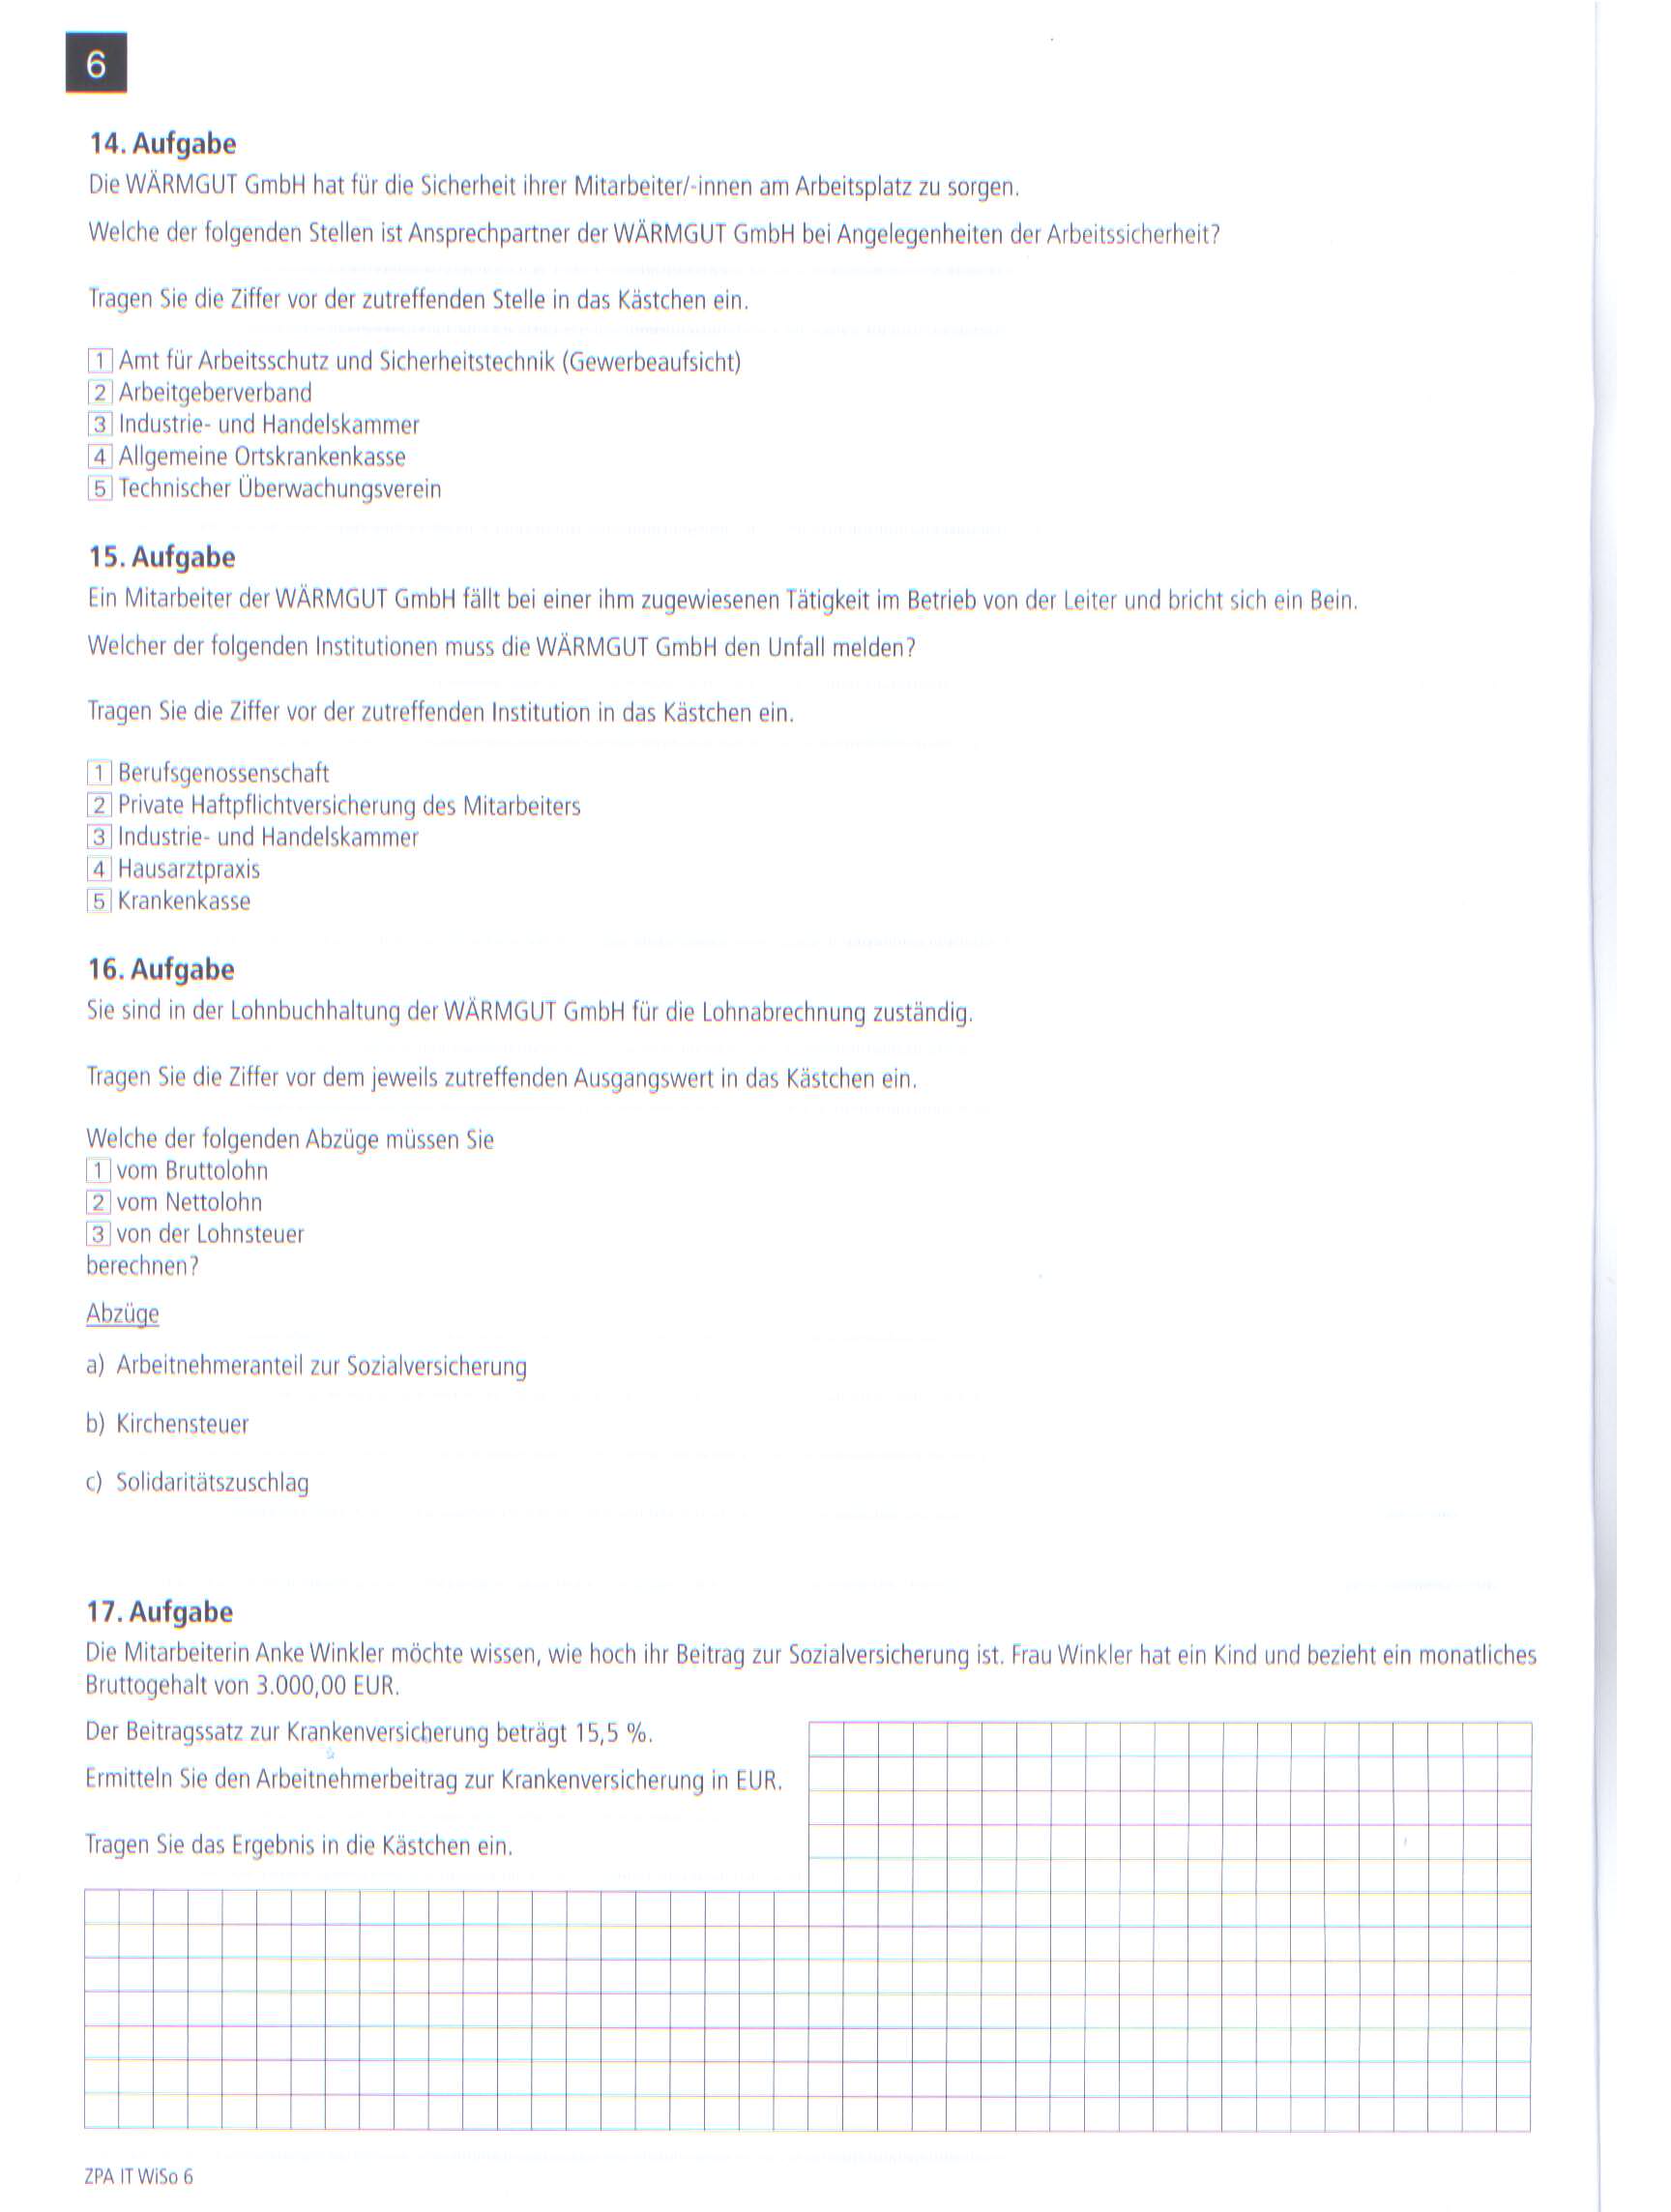 6
14. Aufgabe
Die WÄRMGUT GmbH hat für die Sicherheit ihrer Mitarbeiter/-innen am Arbeitsplatz zu sorgen.
Welche der folgenden Stellen ist Ansprechpartner der WÄRMGUT GmbH bei Angelegenheiten der Arbeitssicherheit?
Tragen Sie die Ziffer vor der zutreffenden Stelle in das Kästchen ein.
1 Amt für Arbeitsschutz und Sicherheitstechnik (Gewerbeaufsicht)
2 Arbeitgeberverband
3 Industrie- und Handelskammer
4 Allgemeine Ortskrankenkasse
5 Technischer Überwachungsverein
15. Aufgabe
Ein Mitarbeiter der WÄRMGUT GmbH fällt bei einer ihm zugewiesenen Tätigkeit im Betrieb von der Leiter und bricht sich ein Bein.
Welcher der folgenden Institutionen muss die WÄRMGUT GmbH den Unfall melden?
Tragen Sie die Ziffer vor der zutreffenden Institution in das Kästchen ein.
1 Berufsgenossenschaft
2 Private Haftpflichtversicherung des Mitarbeiters
3 Industrie- und Handelskammer
4 Hausarztpraxis
5 Krankenkasse
16. Aufgabe
Sie sind in der Lohnbuchhaltung der WÄRMGUT GmbH für die Lohnabrechnung zuständig.
Tragen Sie die Ziffer vor dem jeweils zutreffenden Ausgangswert in das Kästchen ein.
Welche der folgenden Abzüge müssen Sie
1 vom Bruttolohn
2 vom Nettolohn
3 von der Lohnsteuer
berechnen?
Abzüge
a) Arbeitnehmeranteil zur Sozialversicherung
b) Kirchensteuer
c) Solidaritätszuschlag
17. Aufgabe
Die Mitarbeiterin Anke Winkler möchte wissen, wie hoch ihr Beitrag zur Sozialversicherung ist. Frau Winkler hat ein Kind und bezieht ein monatliches
Bruttogehalt von 3.000,00 EUR.
Der Beitragssatz zur Krankenversicherung beträgt 15,5 %.
Ermitteln Sie den Arbeitnehmerbeitrag zur Krankenversicherung in EUR.
Tragen Sie das Ergebnis in die Kästchen ein.
ZPA IT WiSo 6